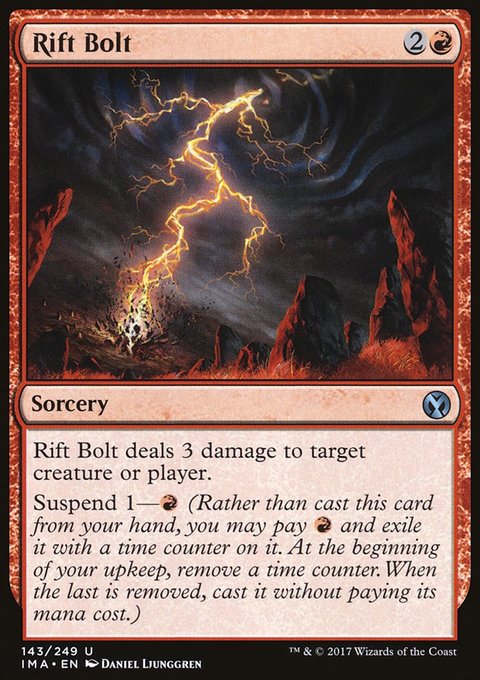 Rift Bolt 2
Sorcery
Rift Bolt deals 3 damage to target
creature or player.
Suspend 1— (Rather than cast this card
from your hand, you may pay and exile
it with a time counter on it. At the beginning
of your upkeep, remove a time counter. When
the last is removed, cast it without paying its
mana cost.)
143/249 U
IMA • EN Daniel Ljunggren
™ & © 2017 Wizards of the Coast